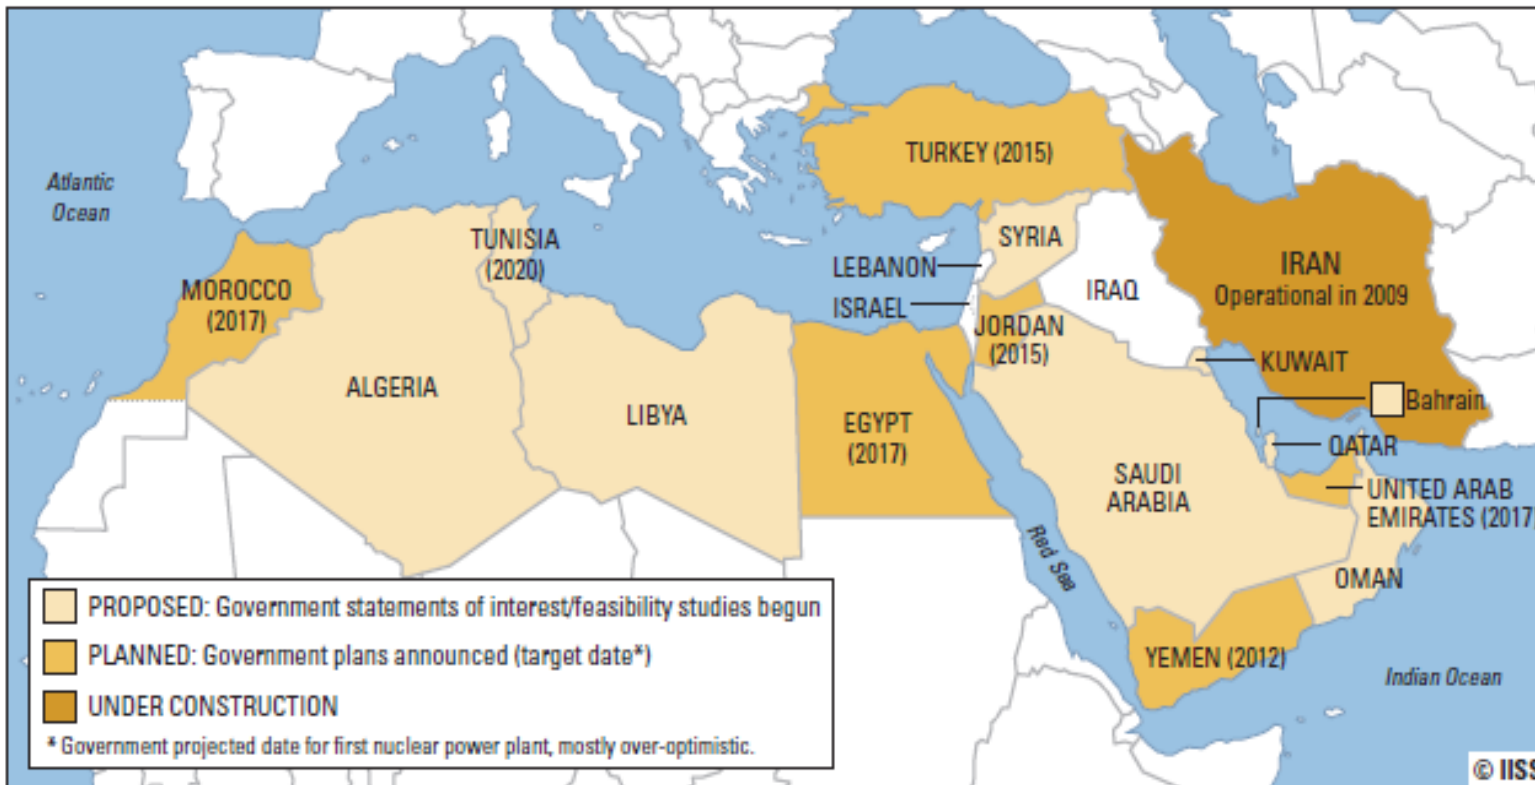 Atlantic
Ocean
TURKEY (2015)
TUNISIA
(2020)
SYRIA
LEBANON
IRAN
Operational in 2009
MOROCCO
(2017)
ISRAEL
IRAQ
JORDAN
(2015)
KUWAIT
ALGERIA
LIBYA
EGYPT
(2017)
Bahrain
QATAR
SAUDI
ARABIA
UNITED ARAB
EMIRATES (2017)
Red Sea
OMAN
YEMEN (2012)
Indian Ocean
PROPOSED: Government statements of interest/feasibility studies begun
PLANNED: Government plans announced (target date*)
UNDER CONSTRUCTION
* Government projected date for first nuclear power plant, mostly over-optimistic.
© IISS